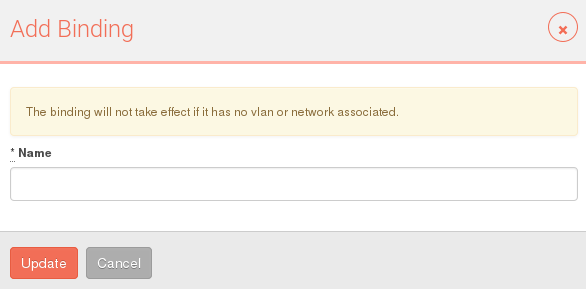 Add Binding
The binding will not take effect if it has no vlan or network associated.
* Name
Update Cancel